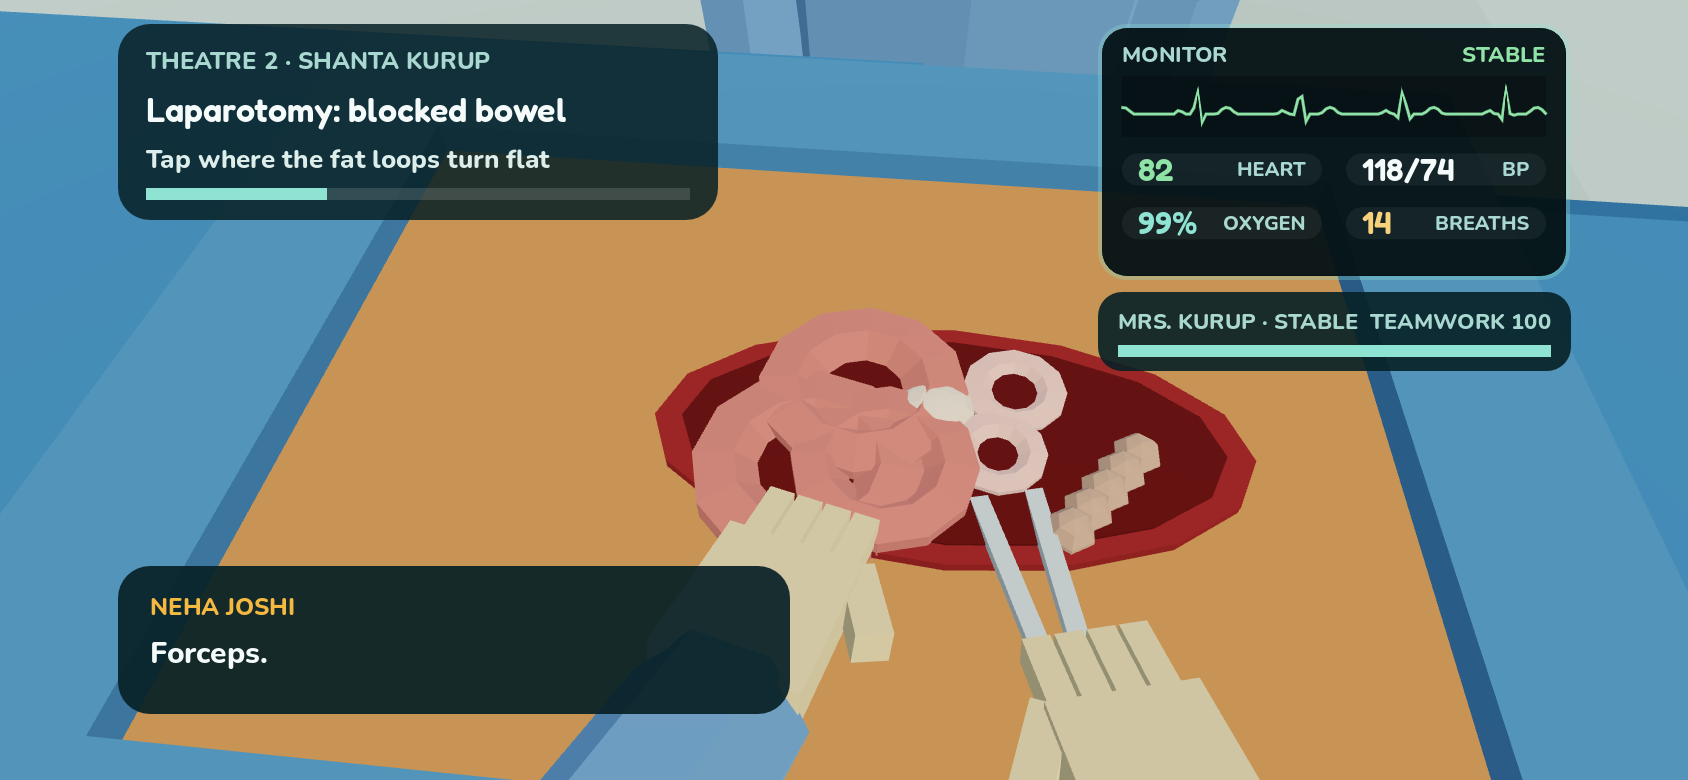 THEATRE 2 · SHANTA KURUP
Laparotomy: blocked bowel
Tap where the fat loops turn flat
MONITOR STABLE
82 HEART 118/74 BP
99% OXYGEN 14 BREATHS
MRS. KURUP · STABLE TEAMWORK 100
NEHA JOSHI
Forceps.